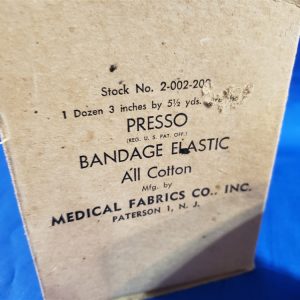 Stock No. 2-002-203
1 Dozen 3 inches by 5½ yds.
PRESSO
(REG. U. S. PAT. OFF.)
BANDAGE ELASTIC
All Cotton
Mfg. by
MEDICAL FABRICS CO., INC.
PATERSON 1, N. J.